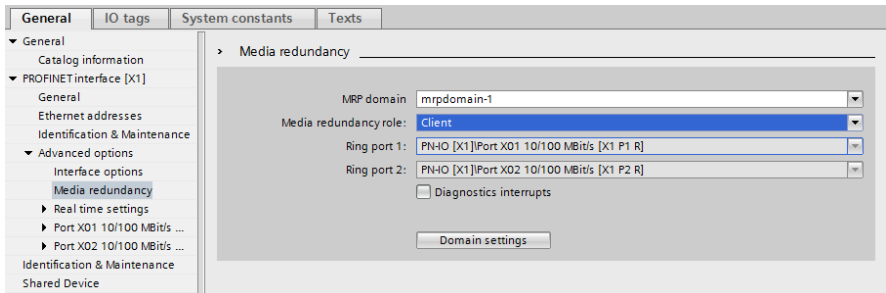 General IO tags System constants Texts
General
Catalog information
PROFINET interface [X1]
General
Ethernet addresses
Identification & Maintenance
Advanced options
Interface options
Media redundancy
Real time settings
Port X01 10/100 MBit/s ...
Port X02 10/100 MBit/s ...
Identification & Maintenance
Shared Device
Media redundancy
MRP domain mrpdomain-1
Media redundancy role: Client
Ring port 1: PN-IO [X1]\Port X01 10/100 MBit/s [X1 P1 R]
Ring port 2: PN-IO [X1]\Port X02 10/100 MBit/s [X1 P2 R]
Diagnostics interrupts
Domain settings